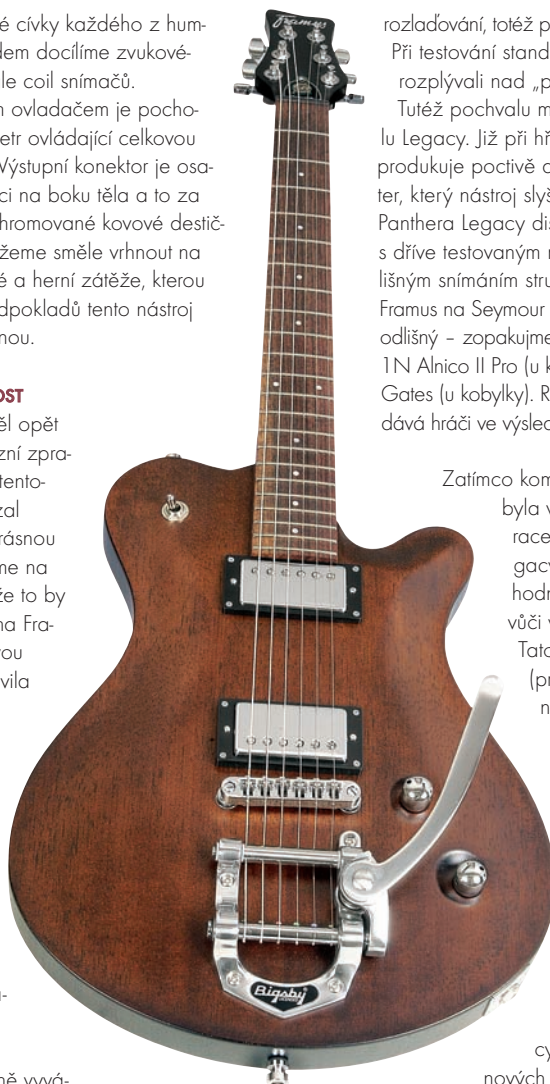 é cívky každého z hum-
dem docílíme zvukové-
le coil snímačů.
m ovladačem je pocho-
etr ovládající celkovou
Výstupní konektor je osa-
ci na boku těla a to za
hromované kovové destič-
žeme směle vrhnout na
é a herní zátěže, kterou
dpokladů tento nástroj
nou.
OST
ěl opět
zní zpra-
tento-
zal
rásnou
me na
že to by
na Fra-
vou
vila
a-
ně vyvá-
Framus
Bigsby
LICENSED
rozlaďování, totéž p
Při testování stand
rozplývali nad „p
Tutéž pochvalu m
lu Legacy. Již při hř
produkuje poctivě c
ter, který nástroj slyš
Panthera Legacy dis
s dříve testovaným m
lišným snímáním stru
Framus na Seymour
odlišný – zopakujme
1N Alnico II Pro (u k
Gates (u kobylky). R
dává hráči ve výslec
Zatímco kom
byla v
race
gacy
hodn
vůči v
Tato
(pr
n
cy
nových